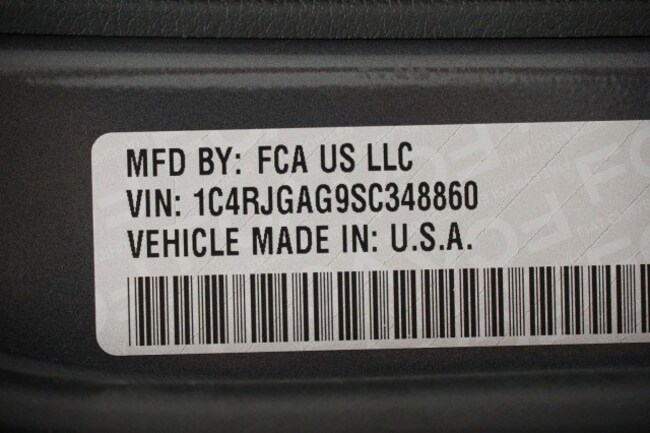 MFD BY: FCA US LLC
VIN: 1C4RJGAG9SC348860
VEHICLE MADE IN: U.S.A.